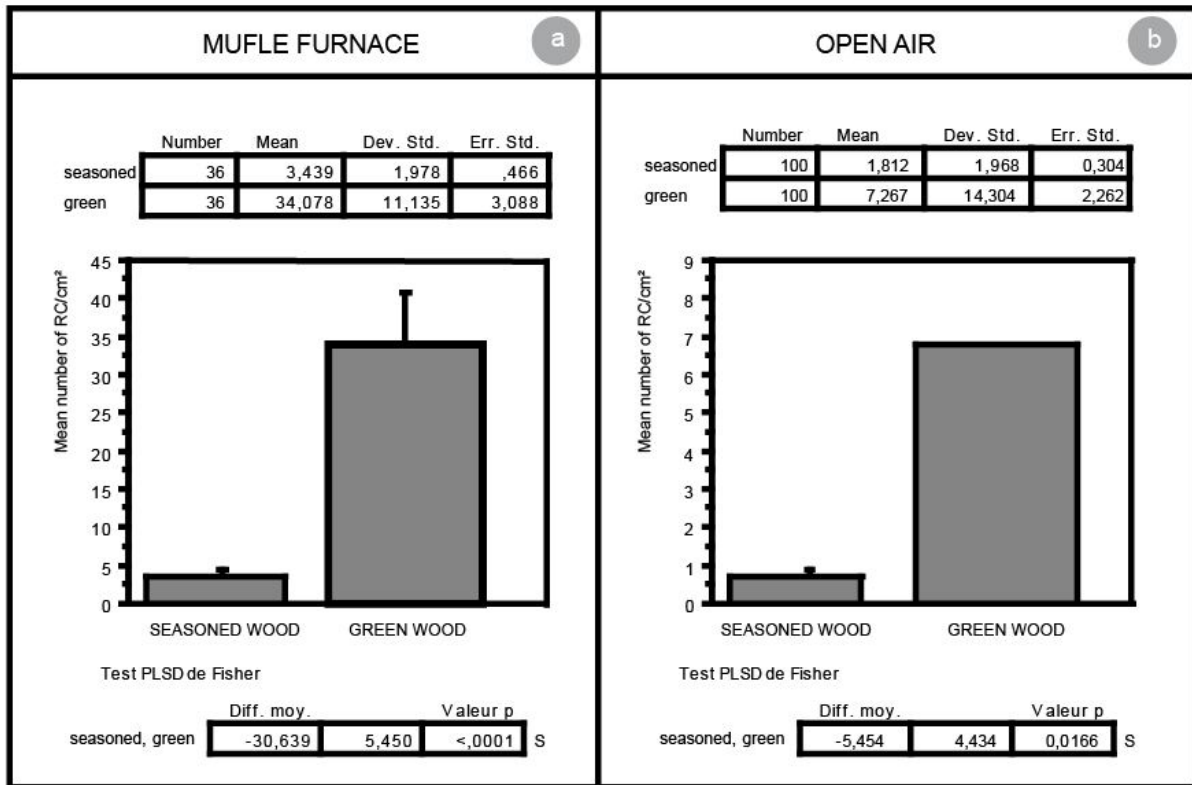 MUFLE FURNACE
a
Number Mean Dev. Std. Err. Std.
seasoned 36 3,439 1,978 ,466
green 36 34,078 11,135 3,088
Mean number of RC/cm²
45
40
35
30
25
20
15
10
5
0
SEASONED WOOD GREEN WOOD
Test PLSD de Fisher
Diff. moy. Valeur p
seasoned, green -30,639 5,450 <,0001 S
OPEN AIR
b
Number Mean Dev. Std. Err. Std.
seasoned 100 1,812 1,968 0,304
green 100 7,267 14,304 2,262
Mean number of RC/cm²
9
8
7
6
5
4
3
2
1
0
SEASONED WOOD GREEN WOOD
Test PLSD de Fisher
Diff. moy. Valeur p
seasoned, green -5,454 4,434 0,0166 S